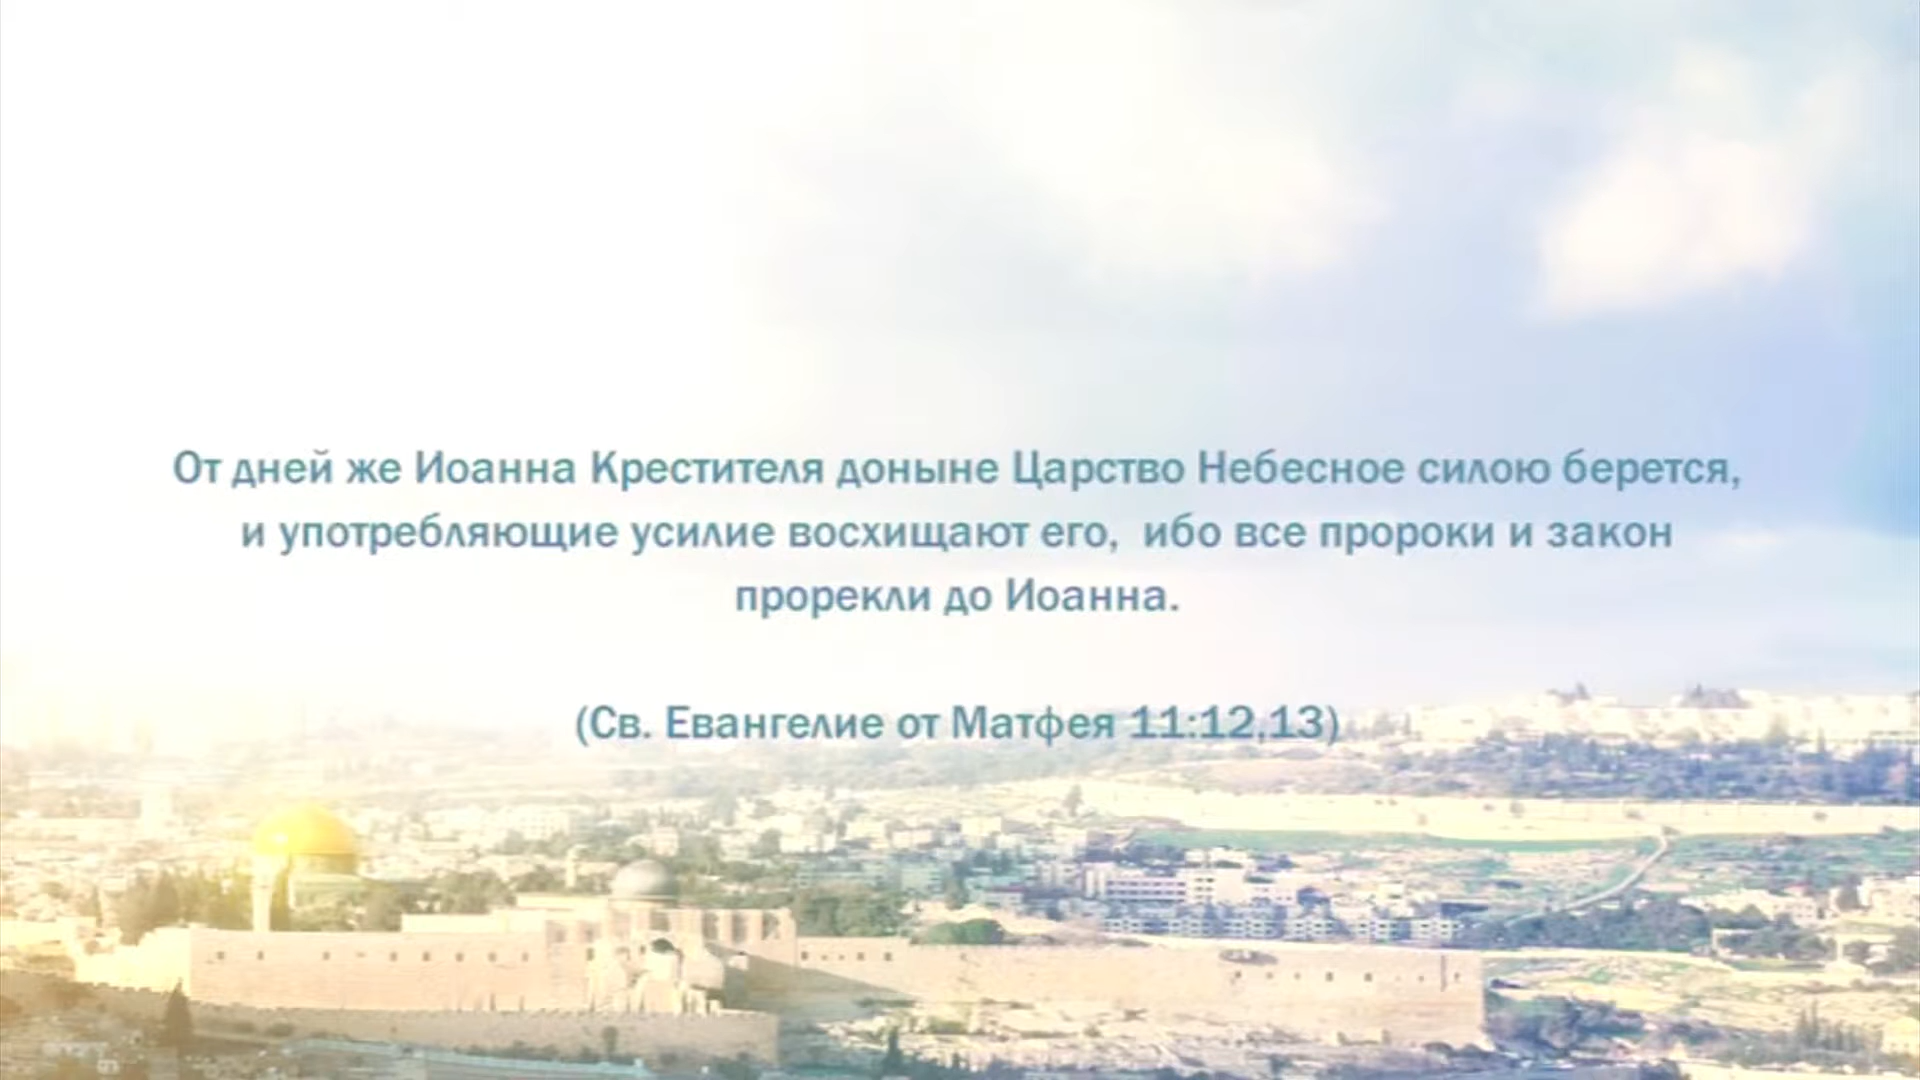 От дней же Иоанна Крестителя доныне Царство Небесное силою берется,
и употребляющие усилие восхищают его,  ибо все пророки и закон
прорекли до Иоанна.
(Св. Евангелие от Матфея 11:12,13)